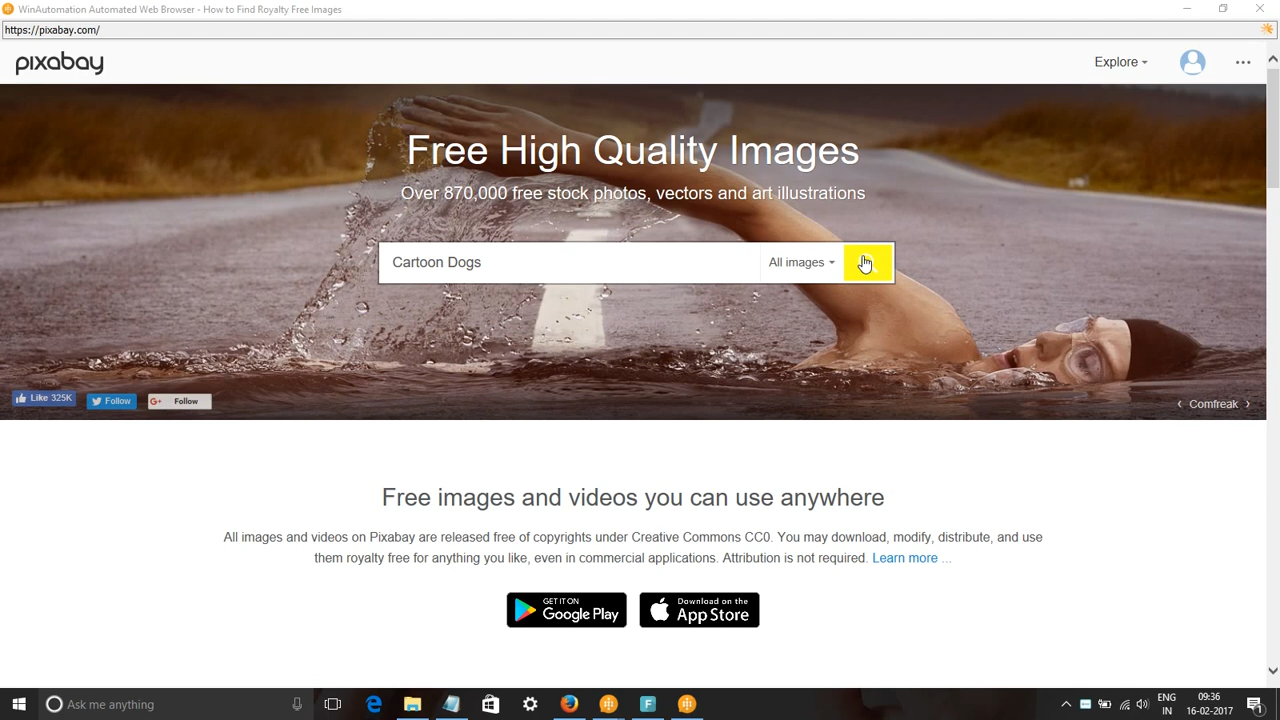 WinAutomation Automated Web Browser - How to Find Royalty Free Images
https://pixabay.com/
pixabay
Explore
Free High Quality Images
Over 870,000 free stock photos, vectors and art illustrations
Cartoon Dogs
All images
Like 325K
Follow
G+ Follow
‹ Comfreak ›
Free images and videos you can use anywhere
All images and videos on Pixabay are released free of copyrights under Creative Commons CC0. You may download, modify, distribute, and use
them royalty free for anything you like, even in commercial applications. Attribution is not required. Learn more ...
GET IT ON
Google Play
Download on the
App Store
Ask me anything
F
ENG
IN
09:36
16-02-2017
1